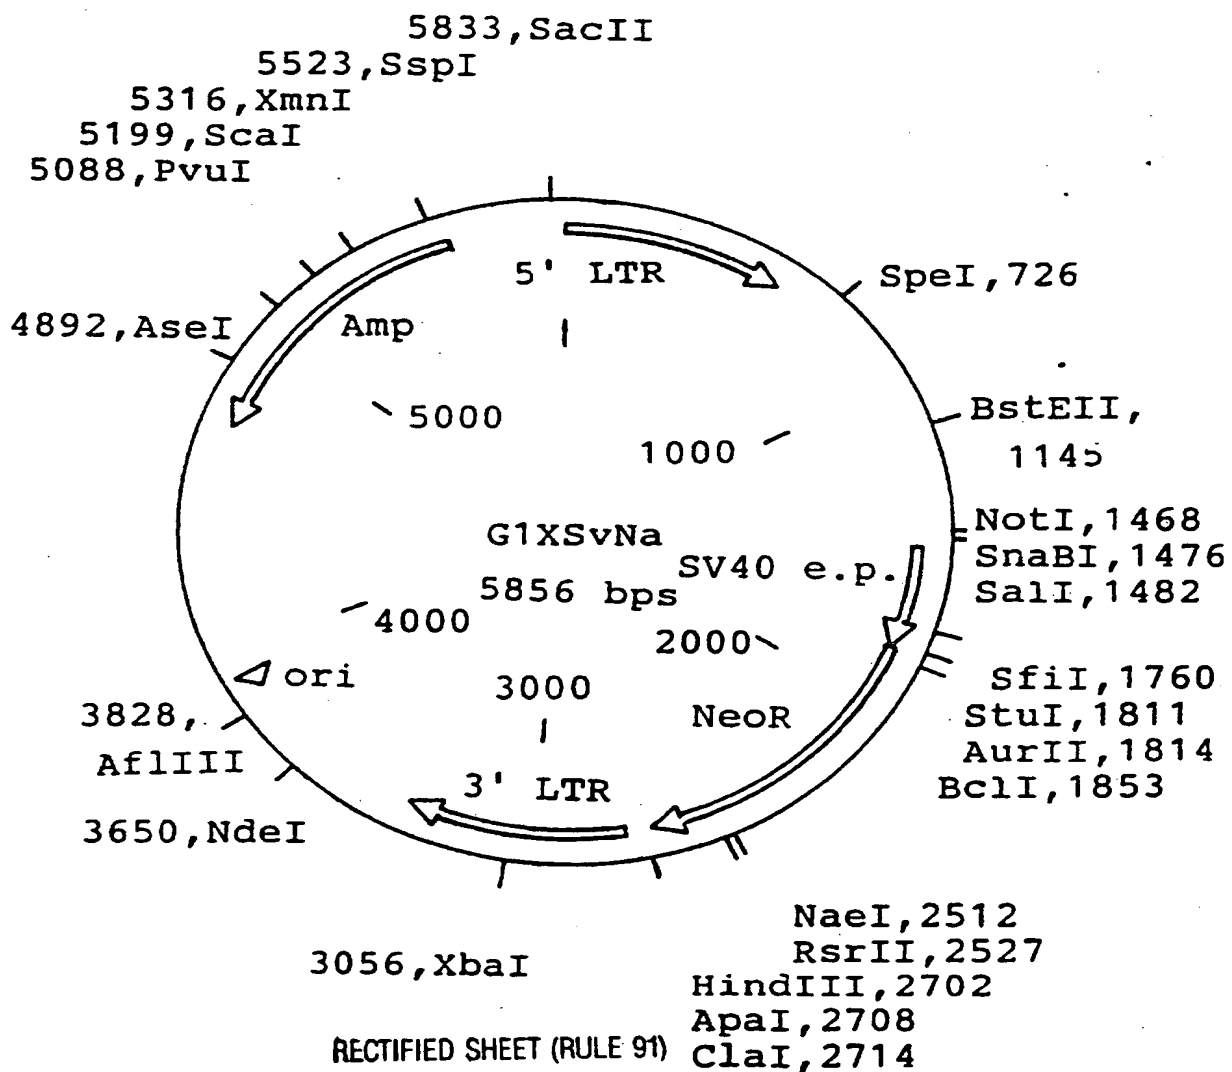 5833,SacII
5523,SspI
5316,XmnI
5199,ScaI
5088,PvuI
5' LTR
SpeI,726
4892,AseI
Amp
5000
BstEII,
1145
1000
NotI,1468
G1XSvNa
SnaBI,1476
SV40 e.p.
SalI,1482
5856 bps
4000
2000
ori
3000
SfiI,1760
3828,
NeoR
StuI,1811
AflIII
AurII,1814
3' LTR
BclI,1853
3650,NdeI
NaeI,2512
RsrII,2527
3056,XbaI
HindIII,2702
ApaI,2708
ClaI,2714
RECTIFIED SHEET (RULE 91)